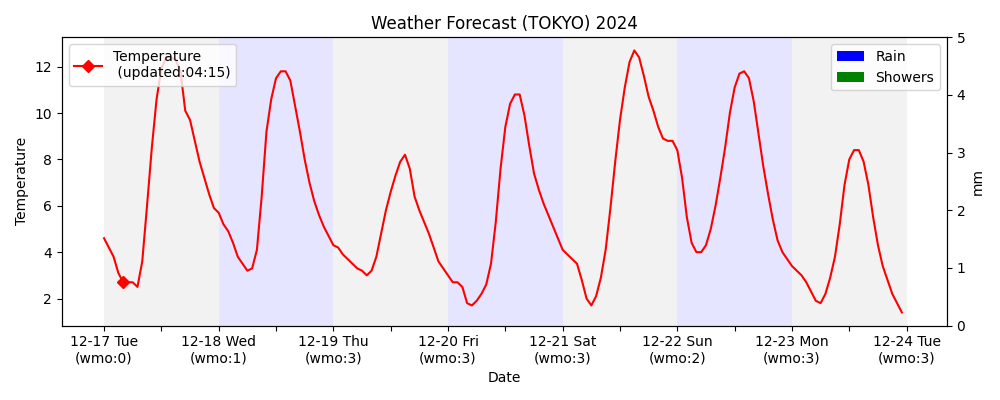 Weather Forecast (TOKYO) 2024
Temperature
(updated:04:15)
Rain
Showers
12
10
8
6
4
2
Temperature
5
4
3
2
1
0
mm
12-17 Tue
(wmo:0)
12-18 Wed
(wmo:1)
12-19 Thu
(wmo:3)
12-20 Fri
(wmo:3)
12-21 Sat
(wmo:3)
12-22 Sun
(wmo:2)
12-23 Mon
(wmo:3)
12-24 Tue
(wmo:3)
Date